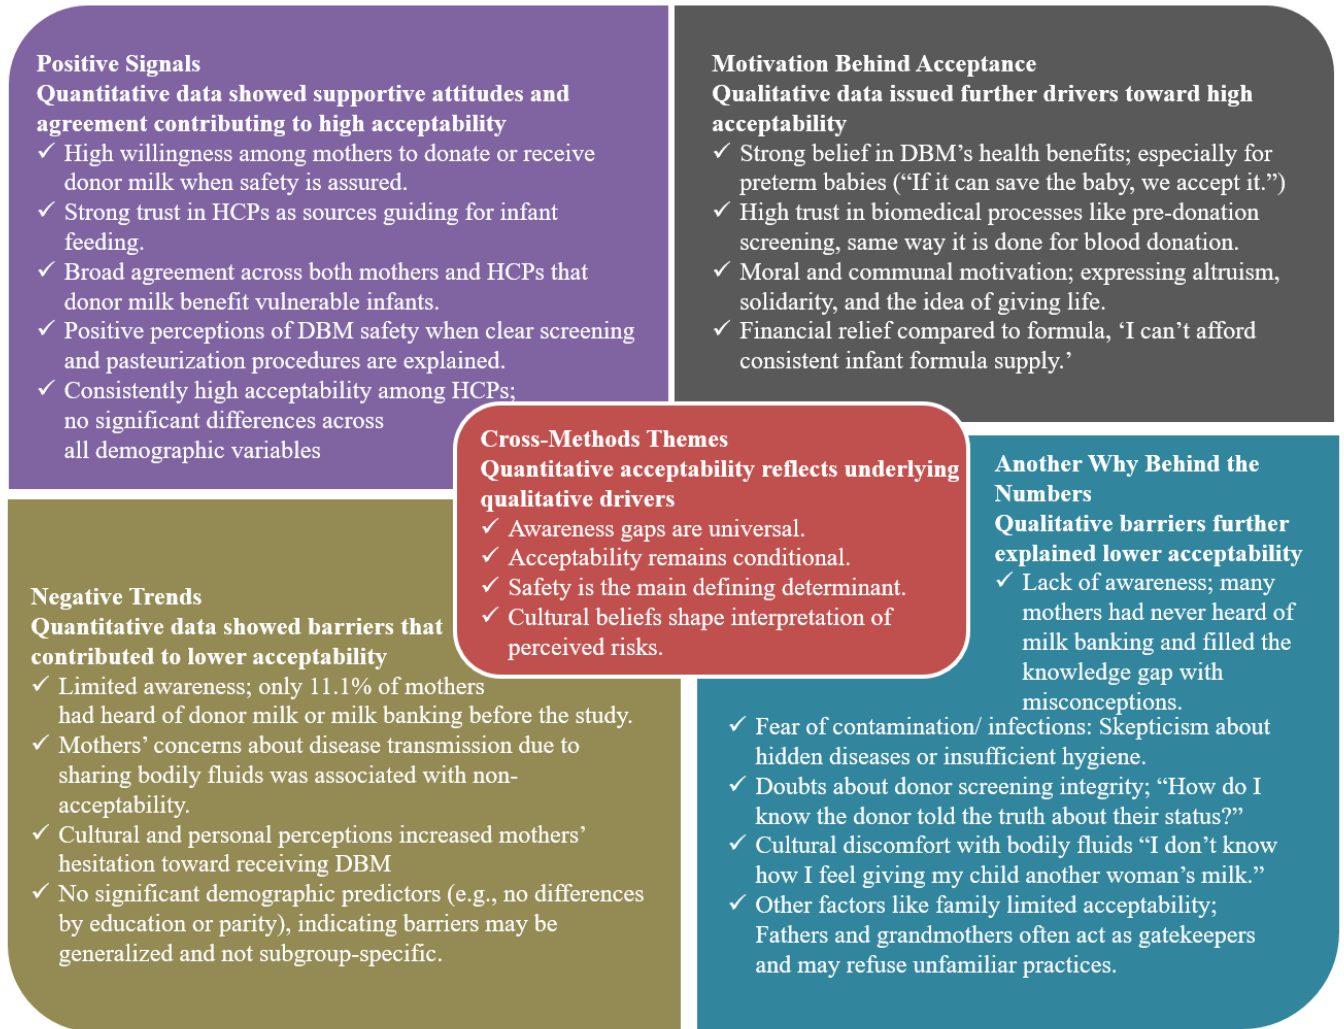 Positive Signals
Quantitative data showed supportive attitudes and
agreement contributing to high acceptability
✓ High willingness among mothers to donate or receive
donor milk when safety is assured.
✓ Strong trust in HCPs as sources guiding for infant
feeding.
✓ Broad agreement across both mothers and HCPs that
donor milk benefit vulnerable infants.
✓ Positive perceptions of DBM safety when clear screening
and pasteurization procedures are explained.
✓ Consistently high acceptability among HCPs;
no significant differences across
all demographic variables
Motivation Behind Acceptance
Qualitative data issued further drivers toward high
acceptability
✓ Strong belief in DBM’s health benefits; especially for
preterm babies (“If it can save the baby, we accept it.”)
✓ High trust in biomedical processes like pre-donation
screening, same way it is done for blood donation.
✓ Moral and communal motivation; expressing altruism,
solidarity, and the idea of giving life.
✓ Financial relief compared to formula, ‘I can’t afford
consistent infant formula supply.’
Cross-Methods Themes
Quantitative acceptability reflects underlying
qualitative drivers
✓ Awareness gaps are universal.
✓ Acceptability remains conditional.
✓ Safety is the main defining determinant.
✓ Cultural beliefs shape interpretation of
perceived risks.
Negative Trends
Quantitative data showed barriers that
contributed to lower acceptability
✓ Limited awareness; only 11.1% of mothers
had heard of donor milk or milk banking before the study.
✓ Mothers’ concerns about disease transmission due to
sharing bodily fluids was associated with non-
acceptability.
✓ Cultural and personal perceptions increased mothers’
hesitation toward receiving DBM
✓ No significant demographic predictors (e.g., no differences
by education or parity), indicating barriers may be
generalized and not subgroup-specific.
Another Why Behind the
Numbers
Qualitative barriers further
explained lower acceptability
✓ Lack of awareness; many
mothers had never heard of
milk banking and filled the
knowledge gap with
misconceptions.
✓ Fear of contamination/ infections: Skepticism about
hidden diseases or insufficient hygiene.
✓ Doubts about donor screening integrity; “How do I
know the donor told the truth about their status?”
✓ Cultural discomfort with bodily fluids “I don’t know
how I feel giving my child another woman’s milk.”
✓ Other factors like family limited acceptability;
Fathers and grandmothers often act as gatekeepers
and may refuse unfamiliar practices.